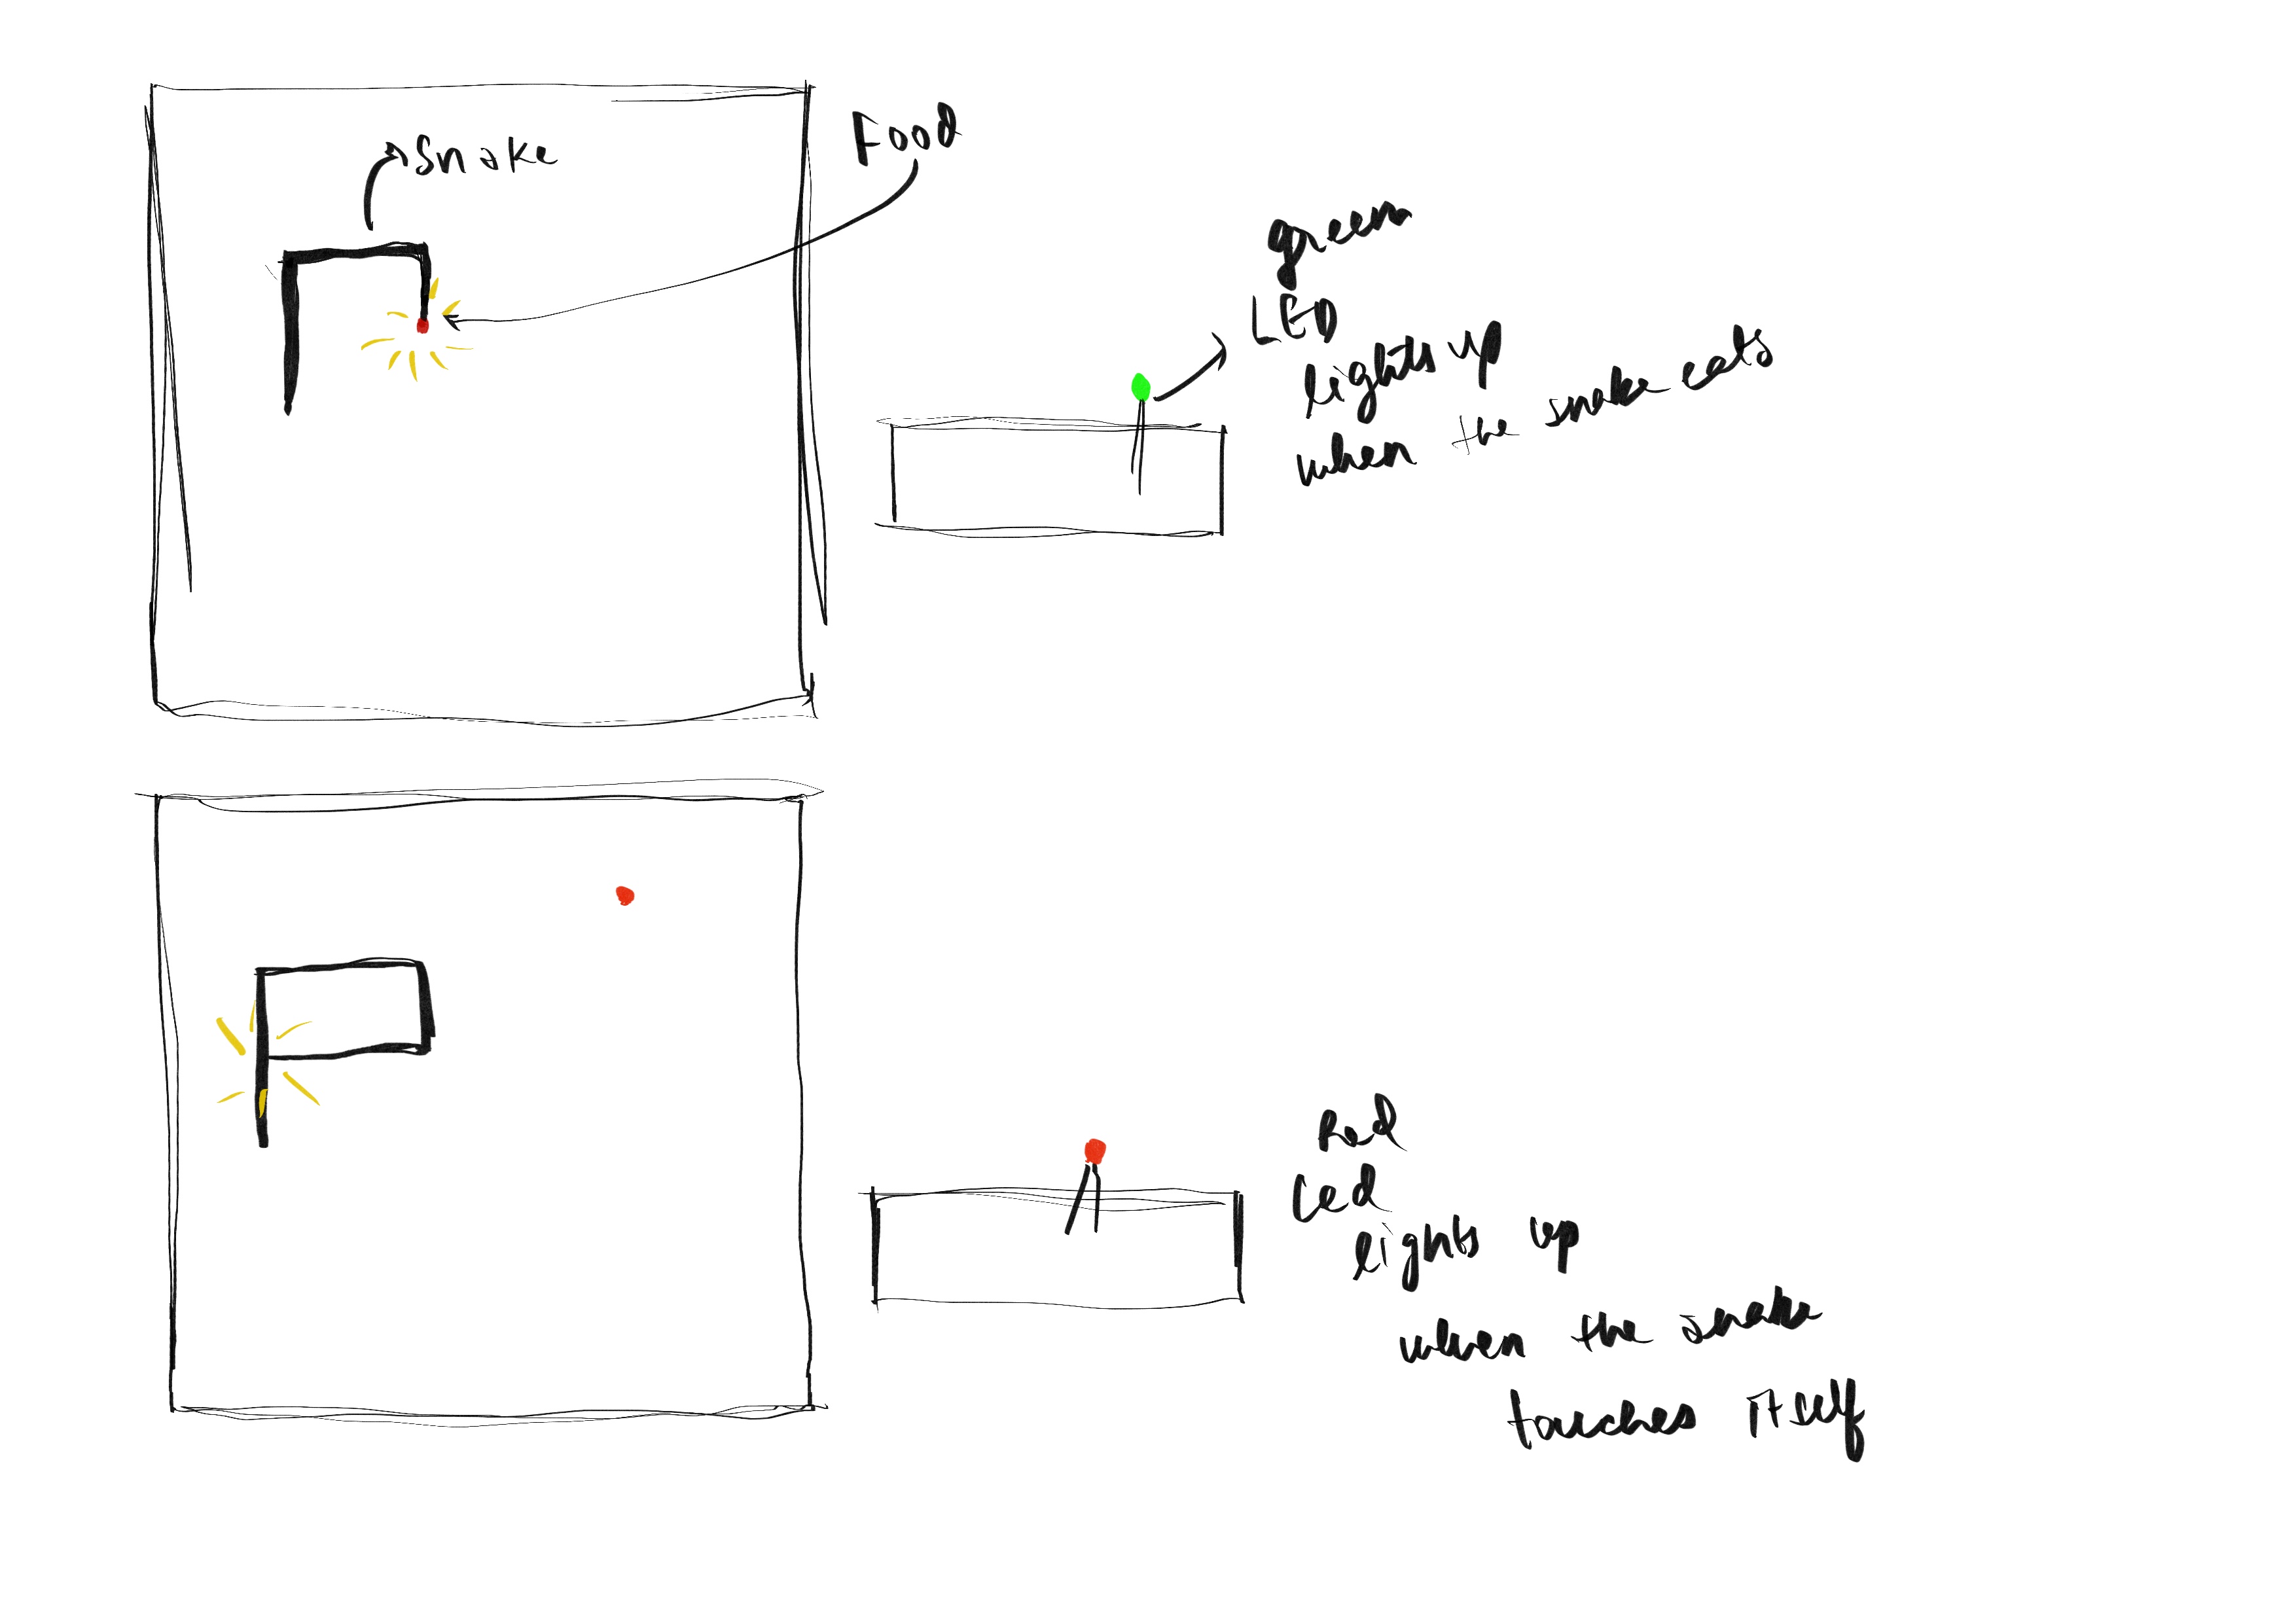 Snake
Food
green
LED
lights up
when the snake eats
Red
Led
lights up
when the snake
touches itself